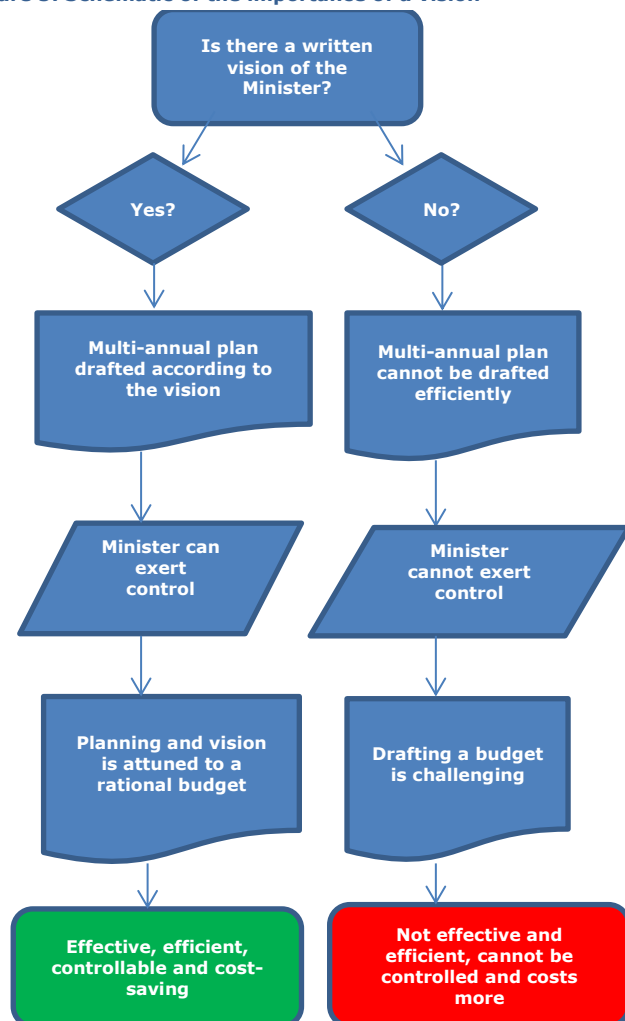 Is there a written
vision of the
Minister?
Yes?
No?
Multi-annual plan
drafted according to
the vision
Multi-annual plan
cannot be drafted
efficiently
Minister can
exert
control
Minister
cannot exert
control
Planning and vision
is attuned to a
rational budget
Drafting a budget
is challenging
Effective, efficient,
controllable and cost-
saving
Not effective and
efficient, cannot be
controlled and costs
more